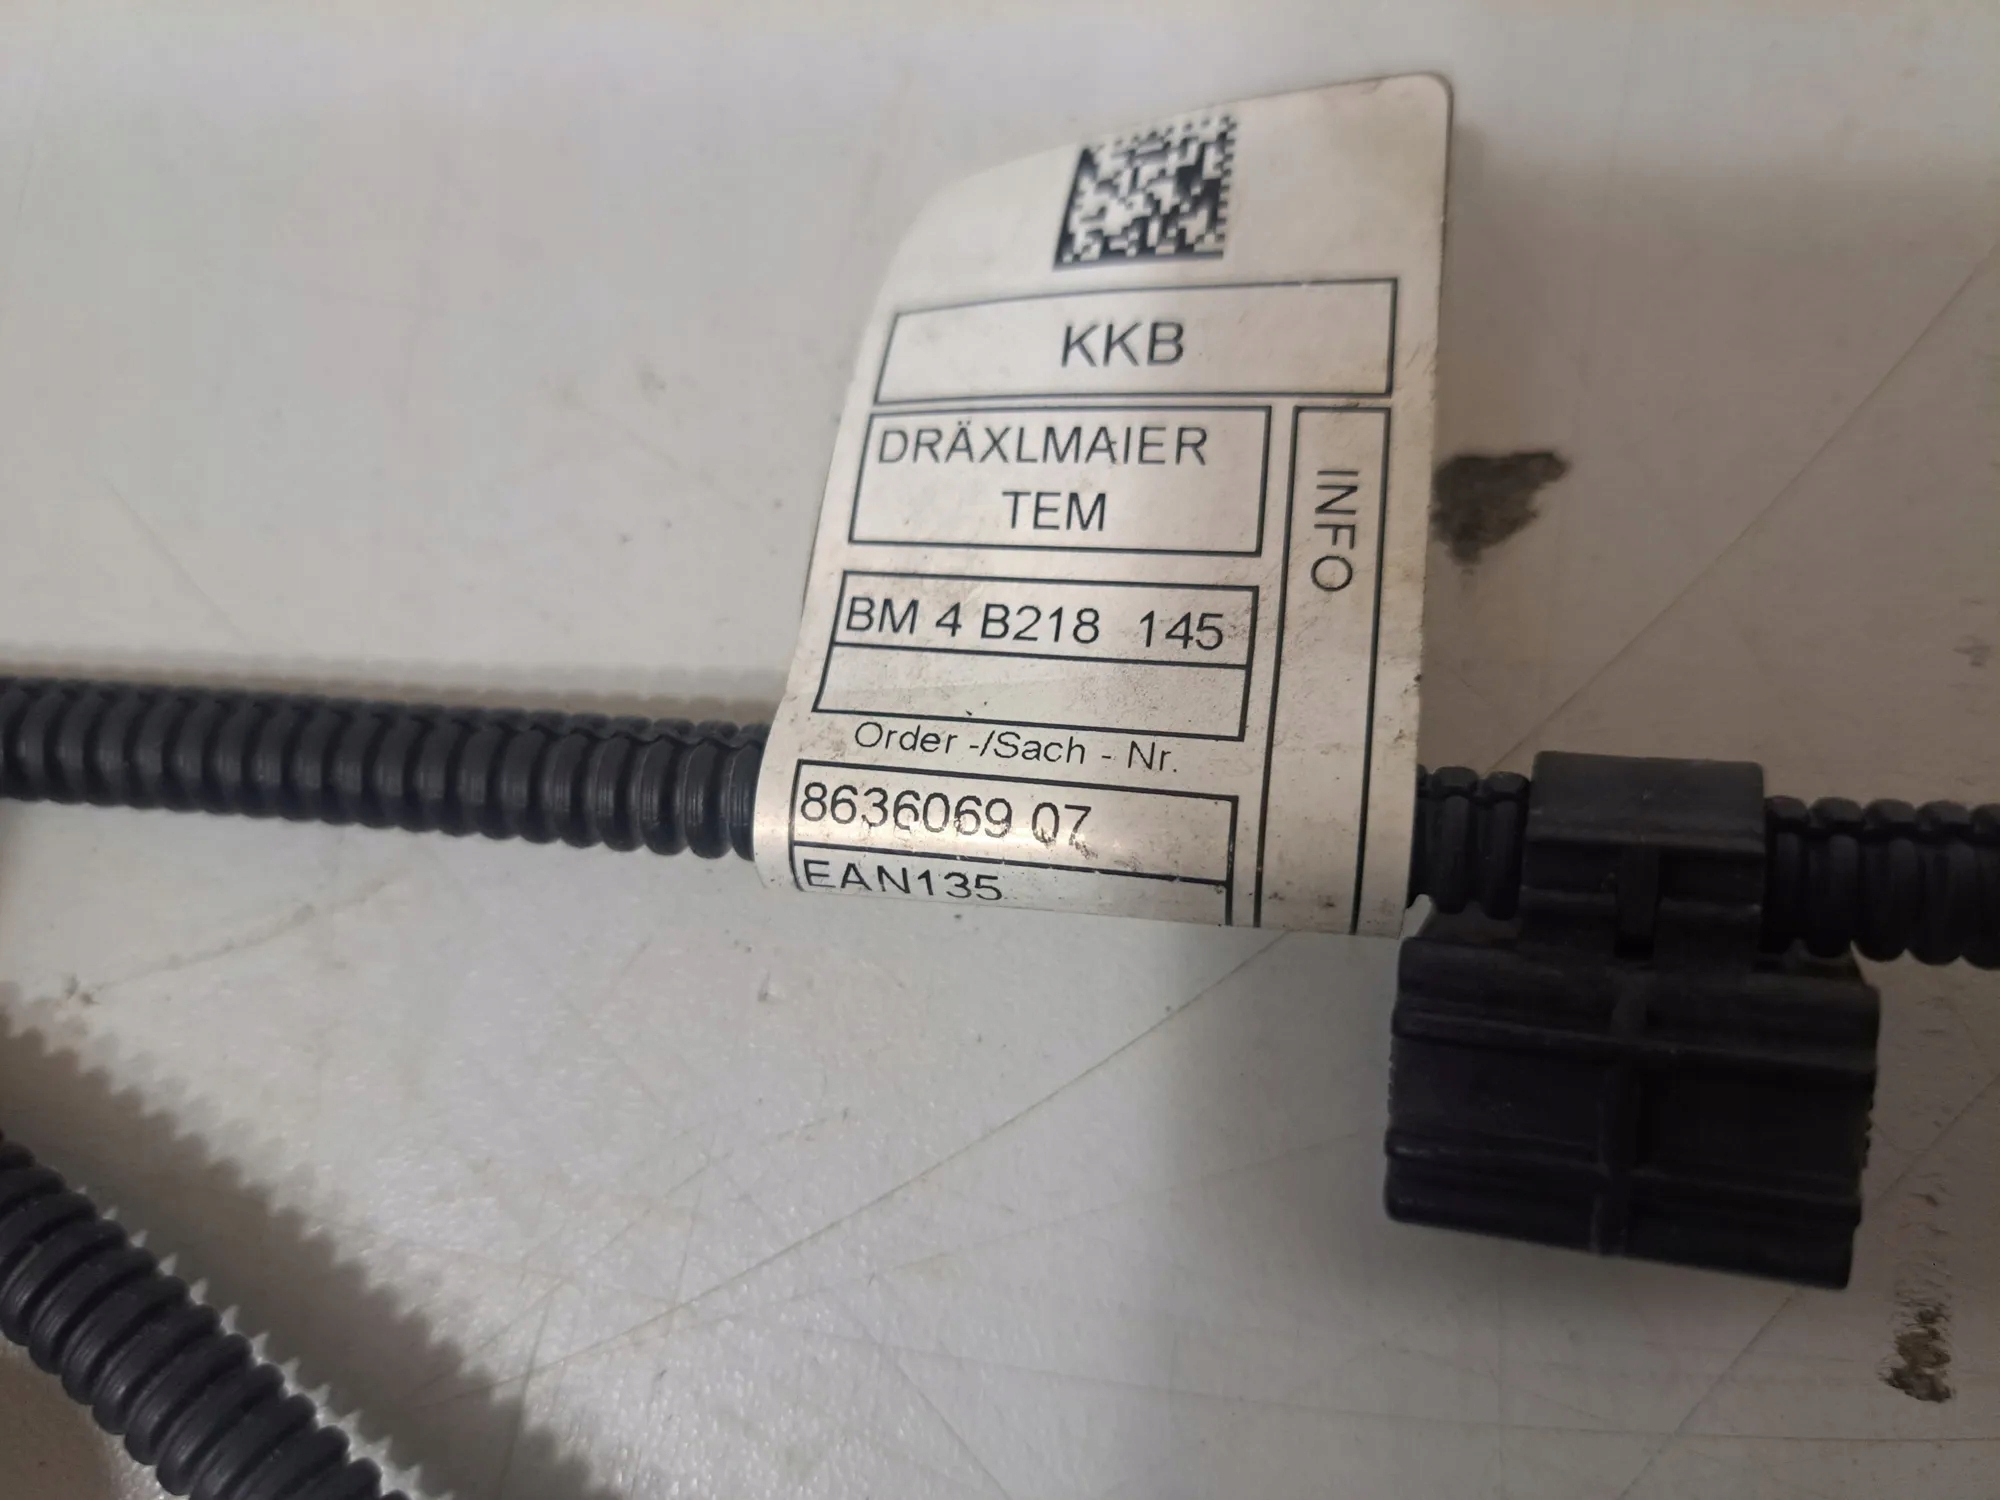 KKB
DRÄXLMAIER
TEM
INFO
BM 4 B218 145
Order -/Sach - Nr.
8636069 07
EAN135